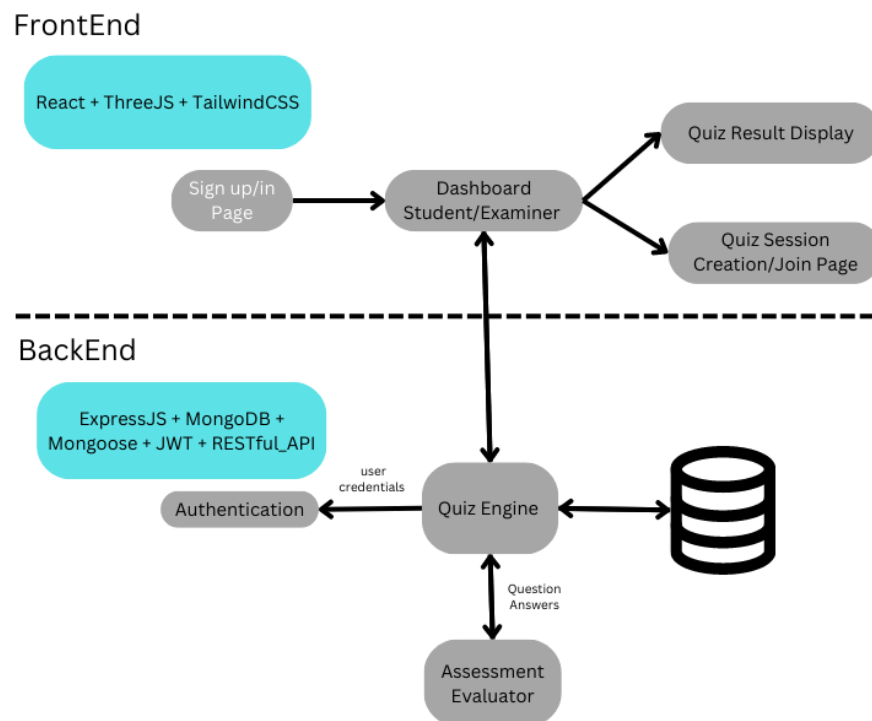 FrontEnd
React + ThreeJS + TailwindCSS
Quiz Result Display
Sign up/in
Page
Dashboard
Student/Examiner
Quiz Session
Creation/Join Page
BackEnd
ExpressJS + MongoDB +
Mongoose + JWT + RESTful_API
user
credentials
Authentication
Quiz Engine
Question
Answers
Assessment
Evaluator